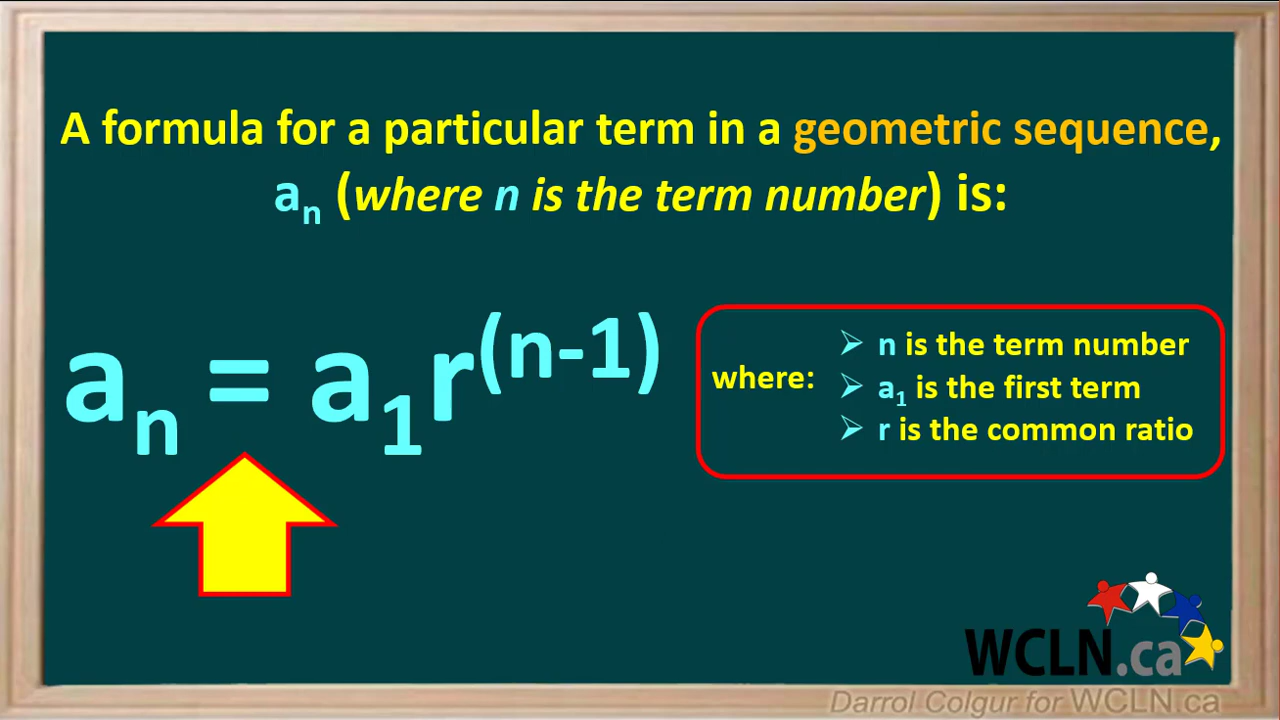 A formula for a particular term in a geometric sequence,
aₙ (where n is the term number) is:
aₙ = a₁r⁽ⁿ⁻¹⁾
where:
➢ n is the term number
➢ a₁ is the first term
➢ r is the common ratio
WCLN.ca
Darrol Colgur for WCLN.ca